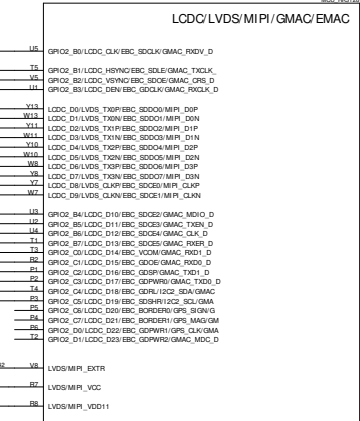 LCDC/LVDS/MIPI/GMAC/EMAC
U5 GPIO2_B0/LCDC_CLK/EBC_SDCLK/GMAC_RXDV_D
T5 GPIO2_B1/LCDC_HSYNC/EBC_SDLE/GMAC_TXCLK_
V5 GPIO2_B2/LCDC_VSYNC/EBC_SDOE/GMAC_CRS_D
U1 GPIO2_B3/LCDC_DEN/EBC_GDCLK/GMAC_RXCLK_D
Y13 LCDC_D0/LVDS_TX0P/EBC_SDDO0/MIPI_D0P
W13 LCDC_D1/LVDS_TX0N/EBC_SDDO1/MIPI_D0N
Y11 LCDC_D2/LVDS_TX1P/EBC_SDDO2/MIPI_D1P
W11 LCDC_D3/LVDS_TX1N/EBC_SDDO3/MIPI_D1N
Y10 LCDC_D4/LVDS_TX2P/EBC_SDDO4/MIPI_D2P
W10 LCDC_D5/LVDS_TX2N/EBC_SDDO5/MIPI_D2N
W8 LCDC_D6/LVDS_TX3P/EBC_SDDO6/MIPI_D3P
Y8 LCDC_D7/LVDS_TX3N/EBC_SDDO7/MIPI_D3N
Y7 LCDC_D8/LVDS_CLKP/EBC_SDCE0/MIPI_CLKP
W7 LCDC_D9/LVDS_CLKN/EBC_SDCE1/MIPI_CLKN
U3 GPIO2_B4/LCDC_D10/EBC_SDCE2/GMAC_MDIO_D
U2 GPIO2_B5/LCDC_D11/EBC_SDCE3/GMAC_TXEN_D
U4 GPIO2_B6/LCDC_D12/EBC_SDCE4/GMAC_CLK_D
T1 GPIO2_B7/LCDC_D13/EBC_SDCE5/GMAC_RXER_D
T3 GPIO2_C0/LCDC_D14/EBC_VCOM/GMAC_RXD1_D
R2 GPIO2_C1/LCDC_D15/EBC_GDOE/GMAC_RXD0_D
P1 GPIO2_C2/LCDC_D16/EBC_GDSP/GMAC_TXD1_D
P2 GPIO2_C3/LCDC_D17/EBC_GDPWR0/GMAC_TXD0_D
T4 GPIO2_C4/LCDC_D18/EBC_GDRL/I2C2_SDA/GMAC
P3 GPIO2_C5/LCDC_D19/EBC_SDSHR/I2C2_SCL/GMA
P5 GPIO2_C6/LCDC_D20/EBC_BORDER0/GPS_SIGN/G
P4 GPIO2_C7/LCDC_D21/EBC_BORDER1/GPS_MAG/GM
P6 GPIO2_D0/LCDC_D22/EBC_GDPWR1/GPS_CLK/GMA
T2 GPIO2_D1/LCDC_D23/EBC_GDPWR2/GMAC_MDC_D
V8 LVDS/MIPI_EXTR
R7 LVDS/MIPI_VCC
R8 LVDS/MIPI_VDD11